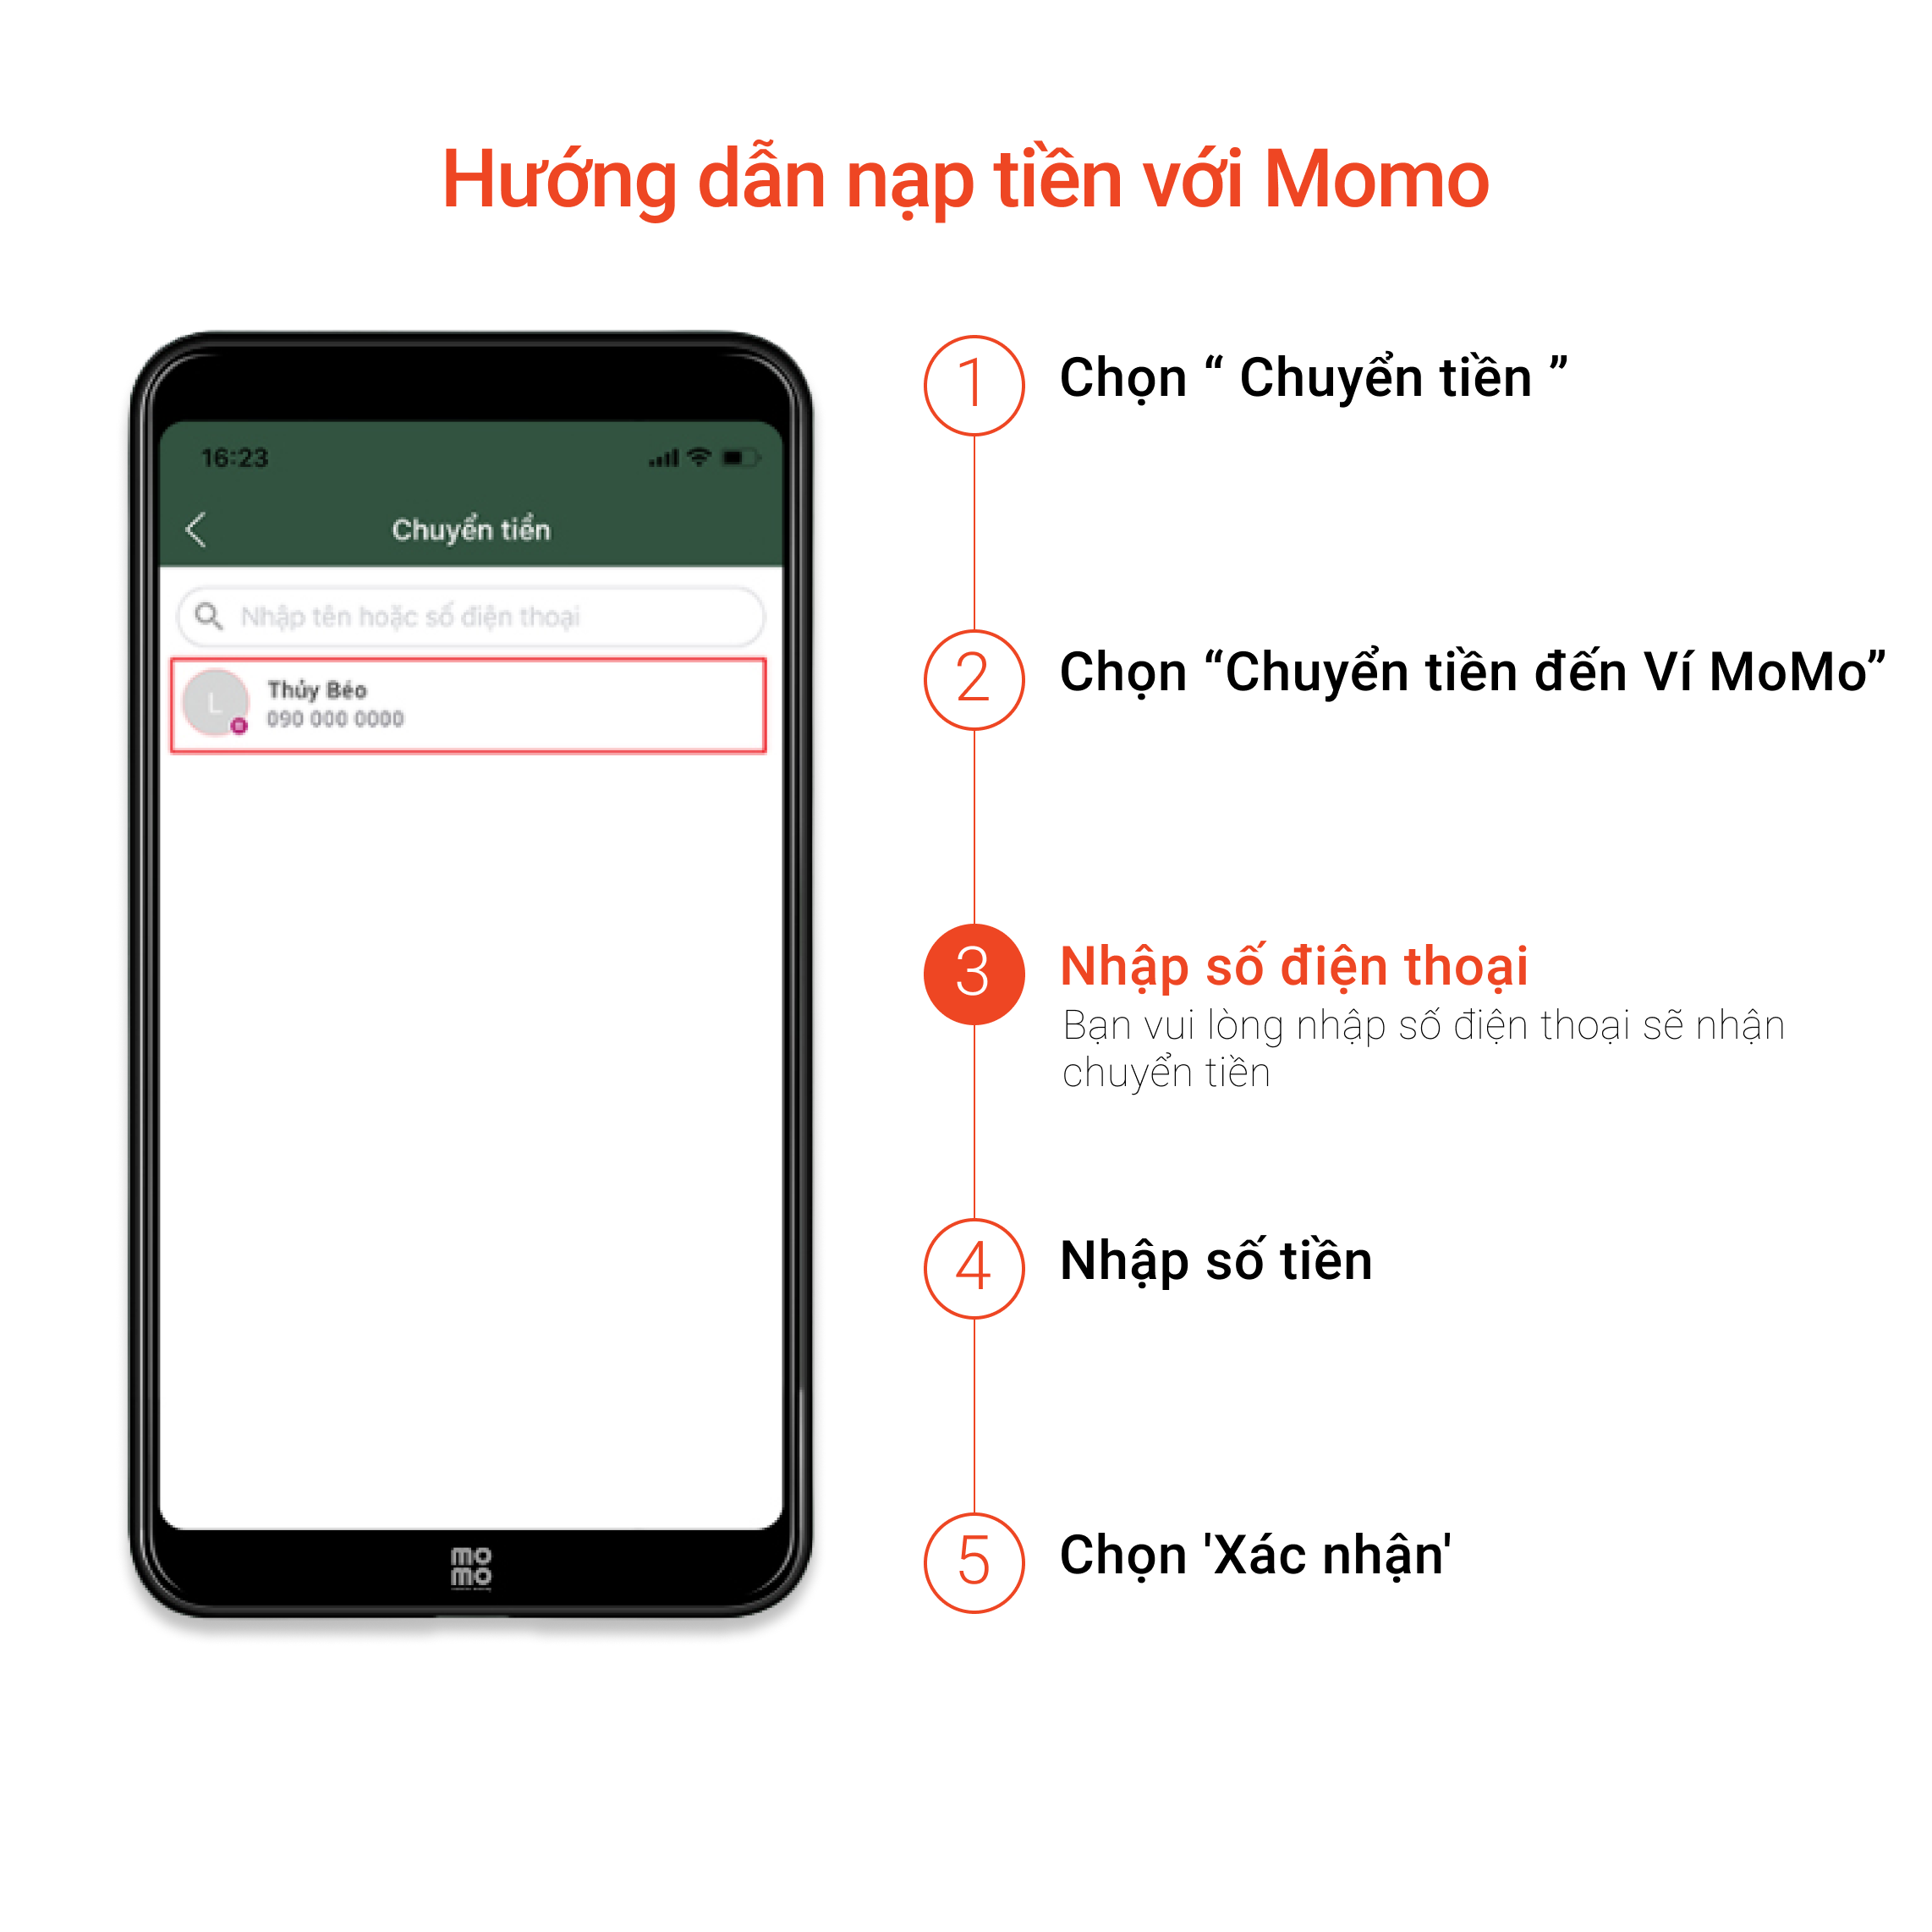 Hướng dẫn nạp tiền với Momo
16:23
Chuyển tiền
Nhập tên hoặc số điện thoại
L
Thủy Béo
090 000 0000
mo
mo
1
Chọn “ Chuyển tiền ”
2
Chọn “Chuyển tiền đến Ví MoMo”
3
Nhập số điện thoại
Bạn vui lòng nhập số điện thoại sẽ nhận
chuyển tiền
4
Nhập số tiền
5
Chọn 'Xác nhận'